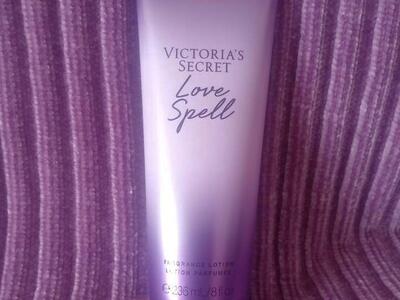 VICTORIA'S
SECRET
Love
Spell
FRAGRANCE LOTION
LOTION PARFUMÉE
℮ 236 mL/8 fl oz